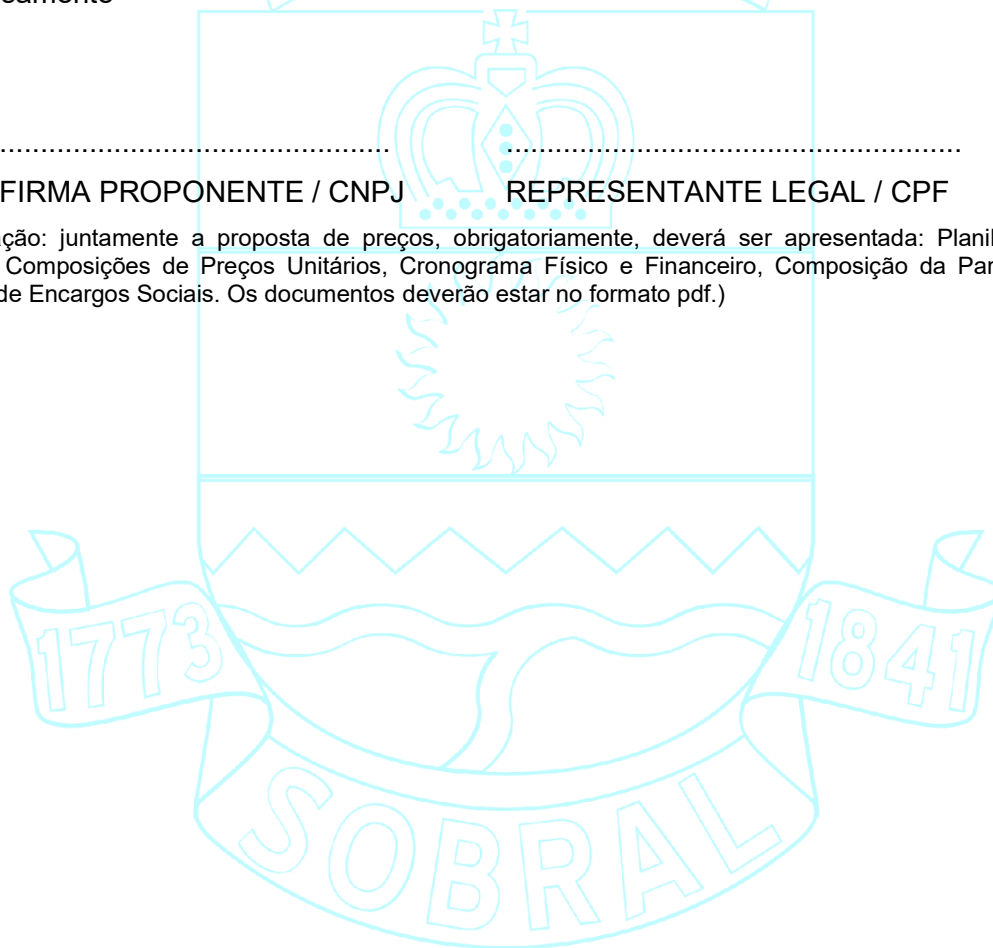 samente
.................................................... ........................................................
FIRMA PROPONENTE / CNPJ REPRESENTANTE LEGAL / CPF
ação: juntamente a proposta de preços, obrigatoriamente, deverá ser apresentada: Planil
Composições de Preços Unitários, Cronograma Físico e Financeiro, Composição da Par
de Encargos Sociais. Os documentos deverão estar no formato pdf.)
1773
1841
SOBRAL